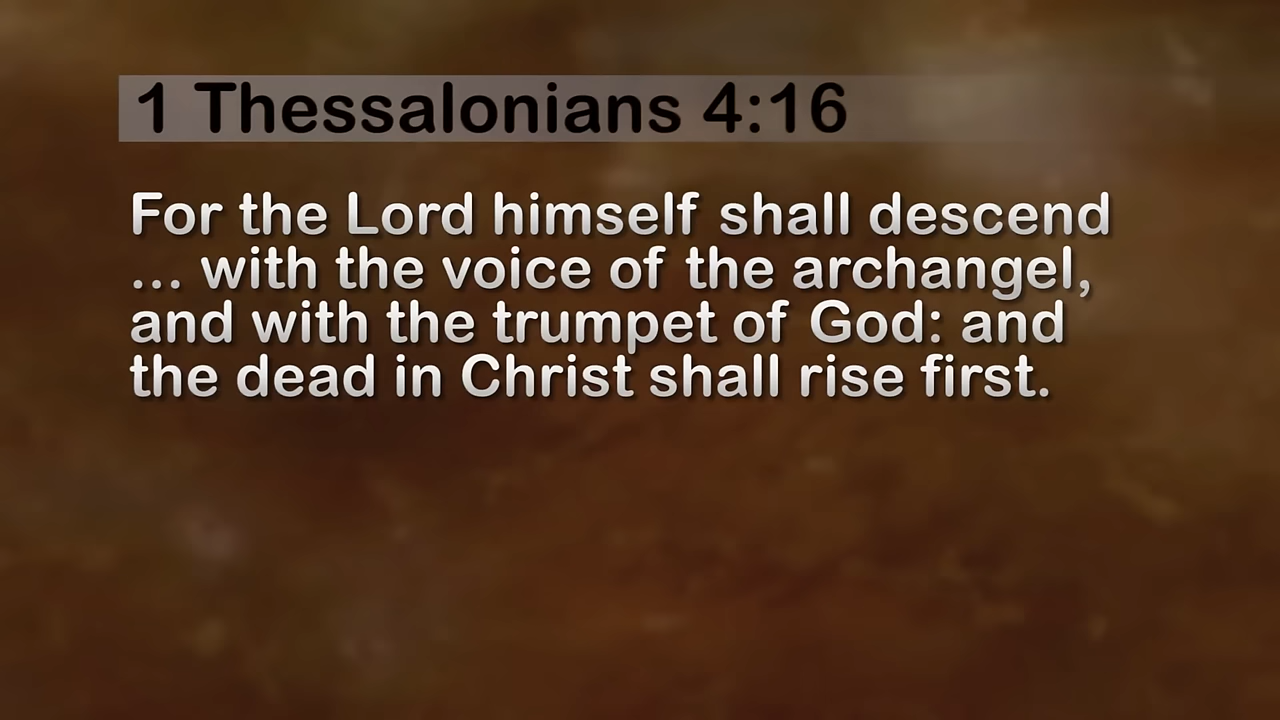 1 Thessalonians 4:16
For the Lord himself shall descend
... with the voice of the archangel,
and with the trumpet of God: and
the dead in Christ shall rise first.